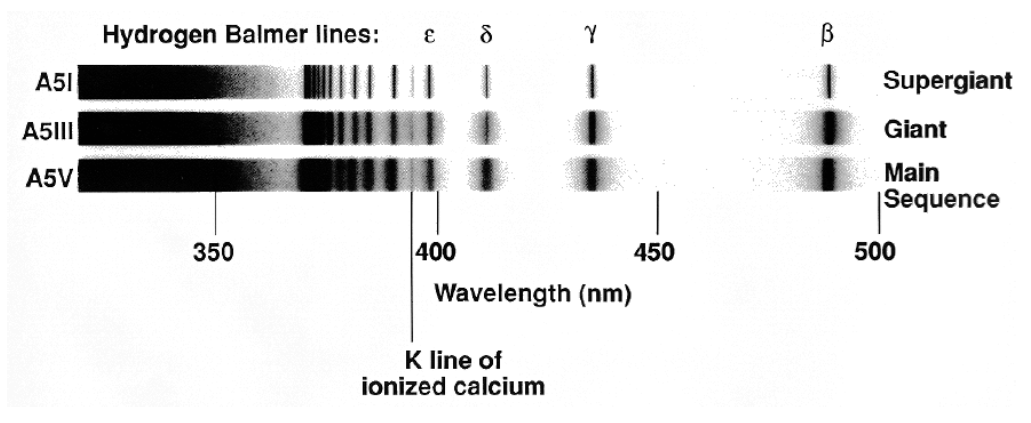 Hydrogen Balmer lines: ε δ γ β
A5I Supergiant
A5III Giant
A5V Main
Sequence
350 400 450 500
Wavelength (nm)
K line of
ionized calcium